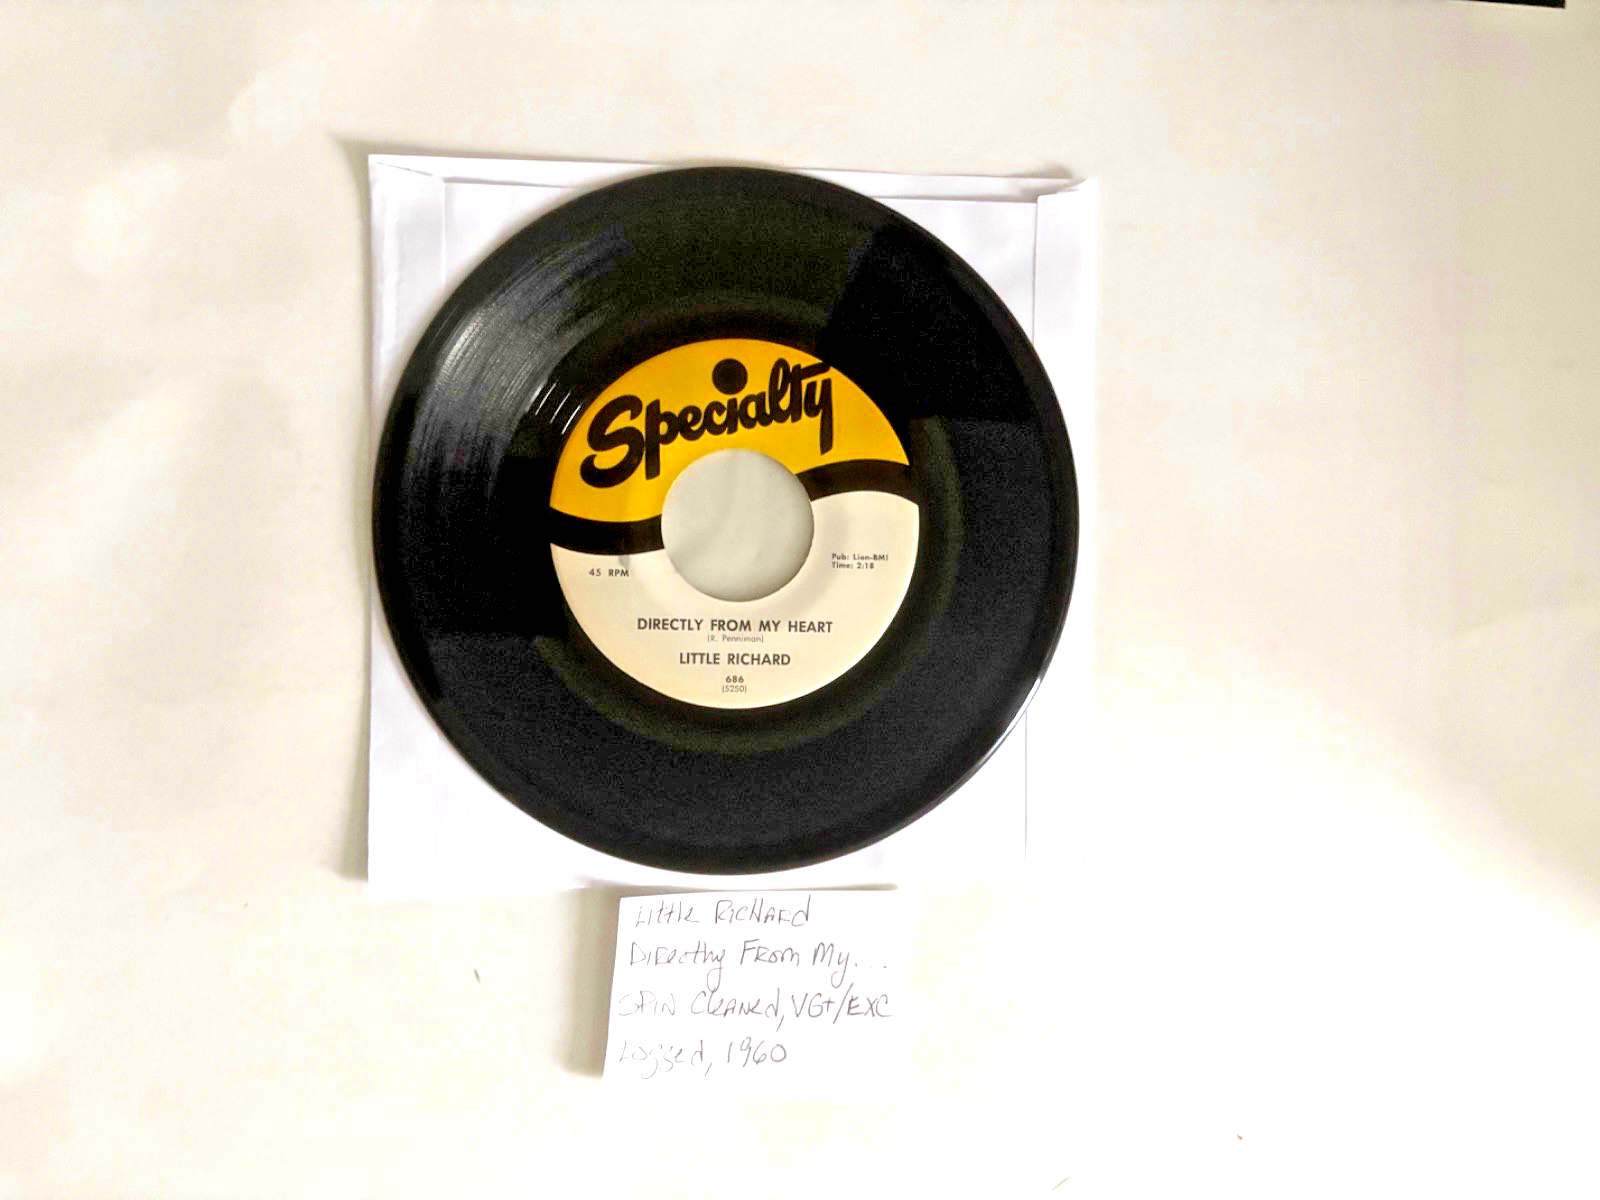 Specialty
45 RPM
Pub: Lion-BMI
Time: 2:18
DIRECTLY FROM MY HEART
(R. Penniman)
LITTLE RICHARD
686
(5250)
Little RicHARd
Directly From My...
SPiN CleANed, VG+/EXC
Logged, 1960